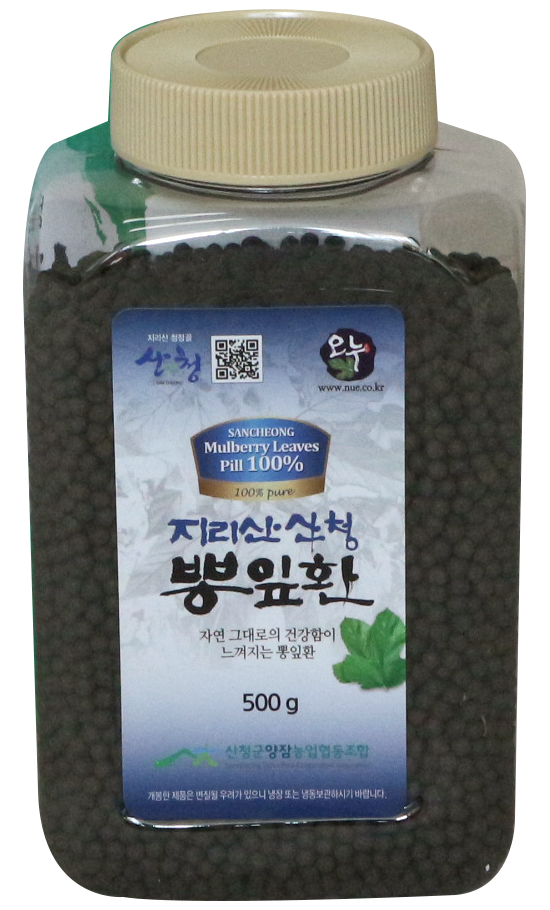 지리산 청정골
산·청
오누
www.nue.co.kr
SANCHEONG
Mulberry Leaves
Pill 100%
100% pure
지리산·산청
뽕잎환
자연 그대로의 건강함이
느껴지는 뽕잎환
500 g
산청군양잠농업협동조합
개봉한 제품은 변질될 우려가 있으니 냉장 또는 냉동보관하시기 바랍니다.